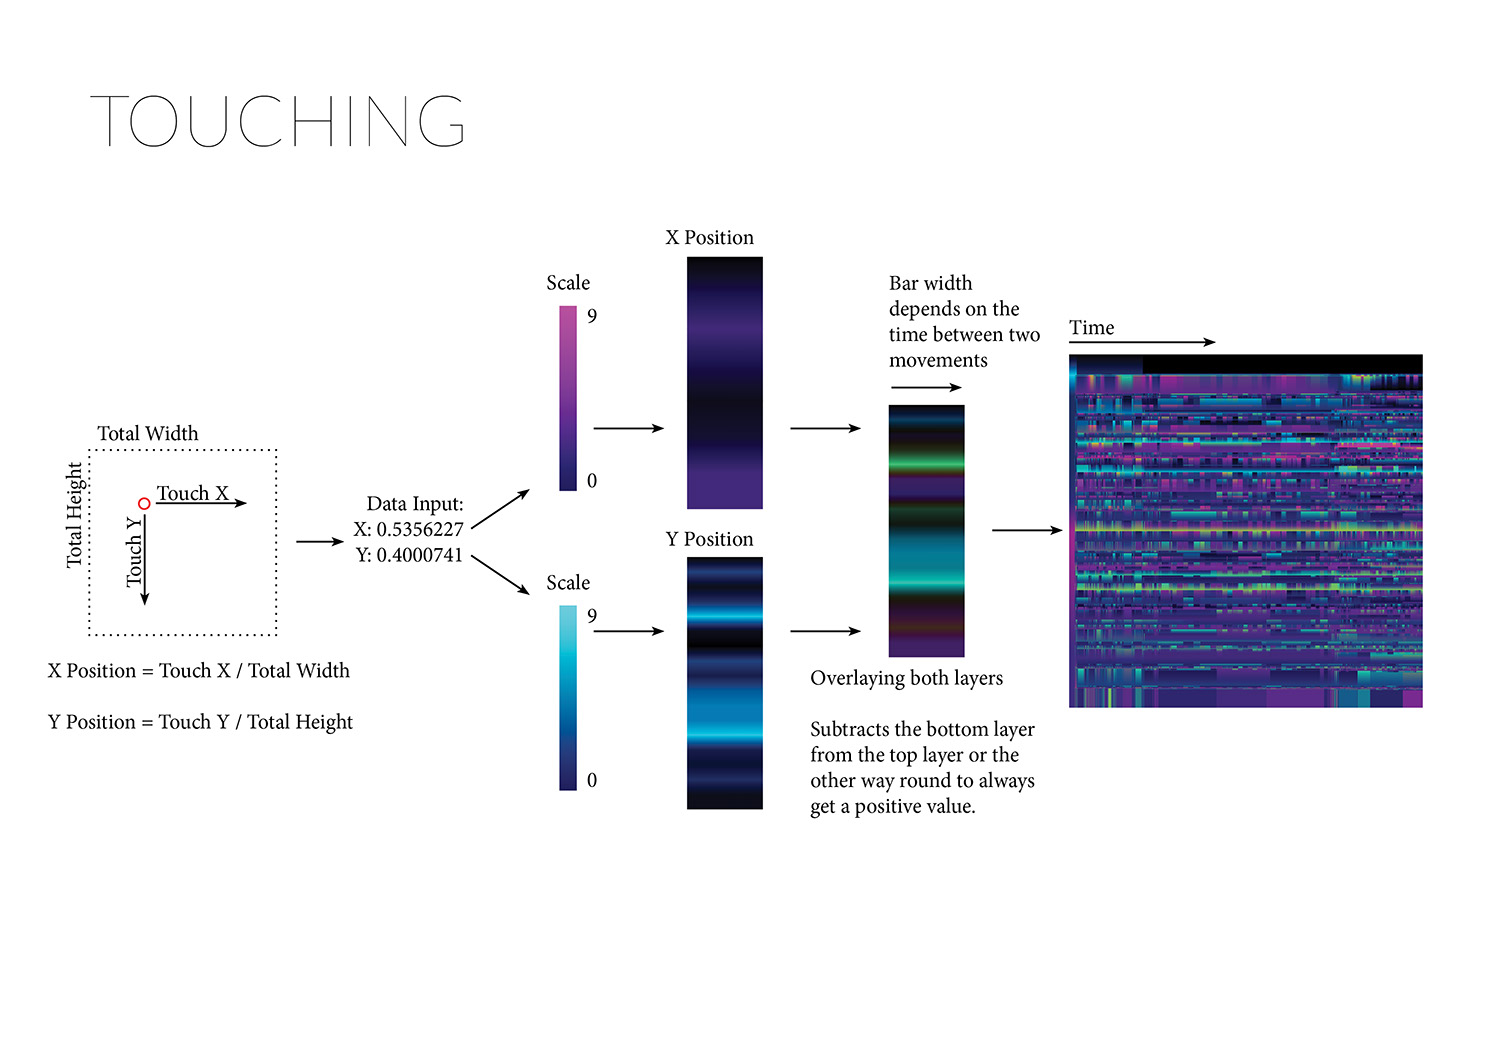 TOUCHING
Total Width
Total Height
Touch X
Touch Y
X Position = Touch X / Total Width
Y Position = Touch Y / Total Height
Data Input:
X: 0.5356227
Y: 0.4000741
Scale
9
0
Scale
9
0
X Position
Y Position
Bar width
depends on the
time between two
movements
Overlaying both layers
Subtracts the bottom layer
from the top layer or the
other way round to always
get a positive value.
Time